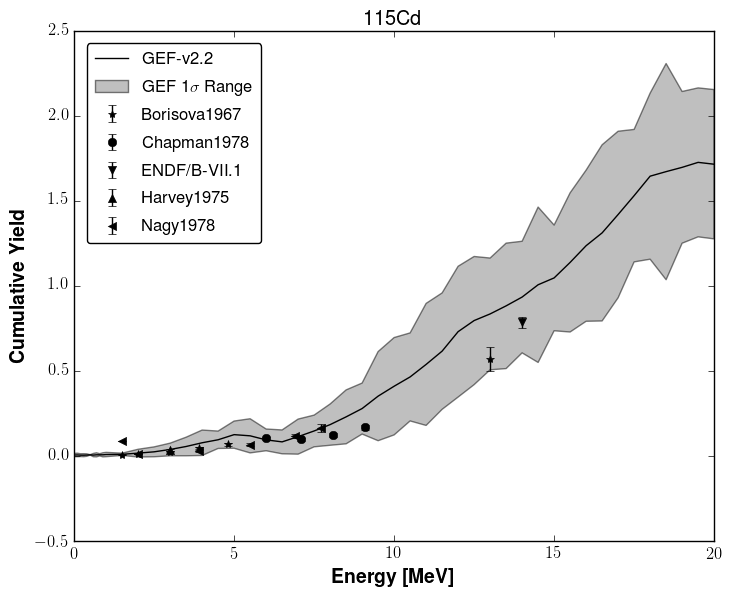 115Cd
2.5
2.0
1.5
1.0
0.5
0.0
−0.5
Cumulative Yield
GEF-v2.2
GEF 1σ Range
Borisova1967
Chapman1978
ENDF/B-VII.1
Harvey1975
Nagy1978
0 5 10 15 20
Energy [MeV]